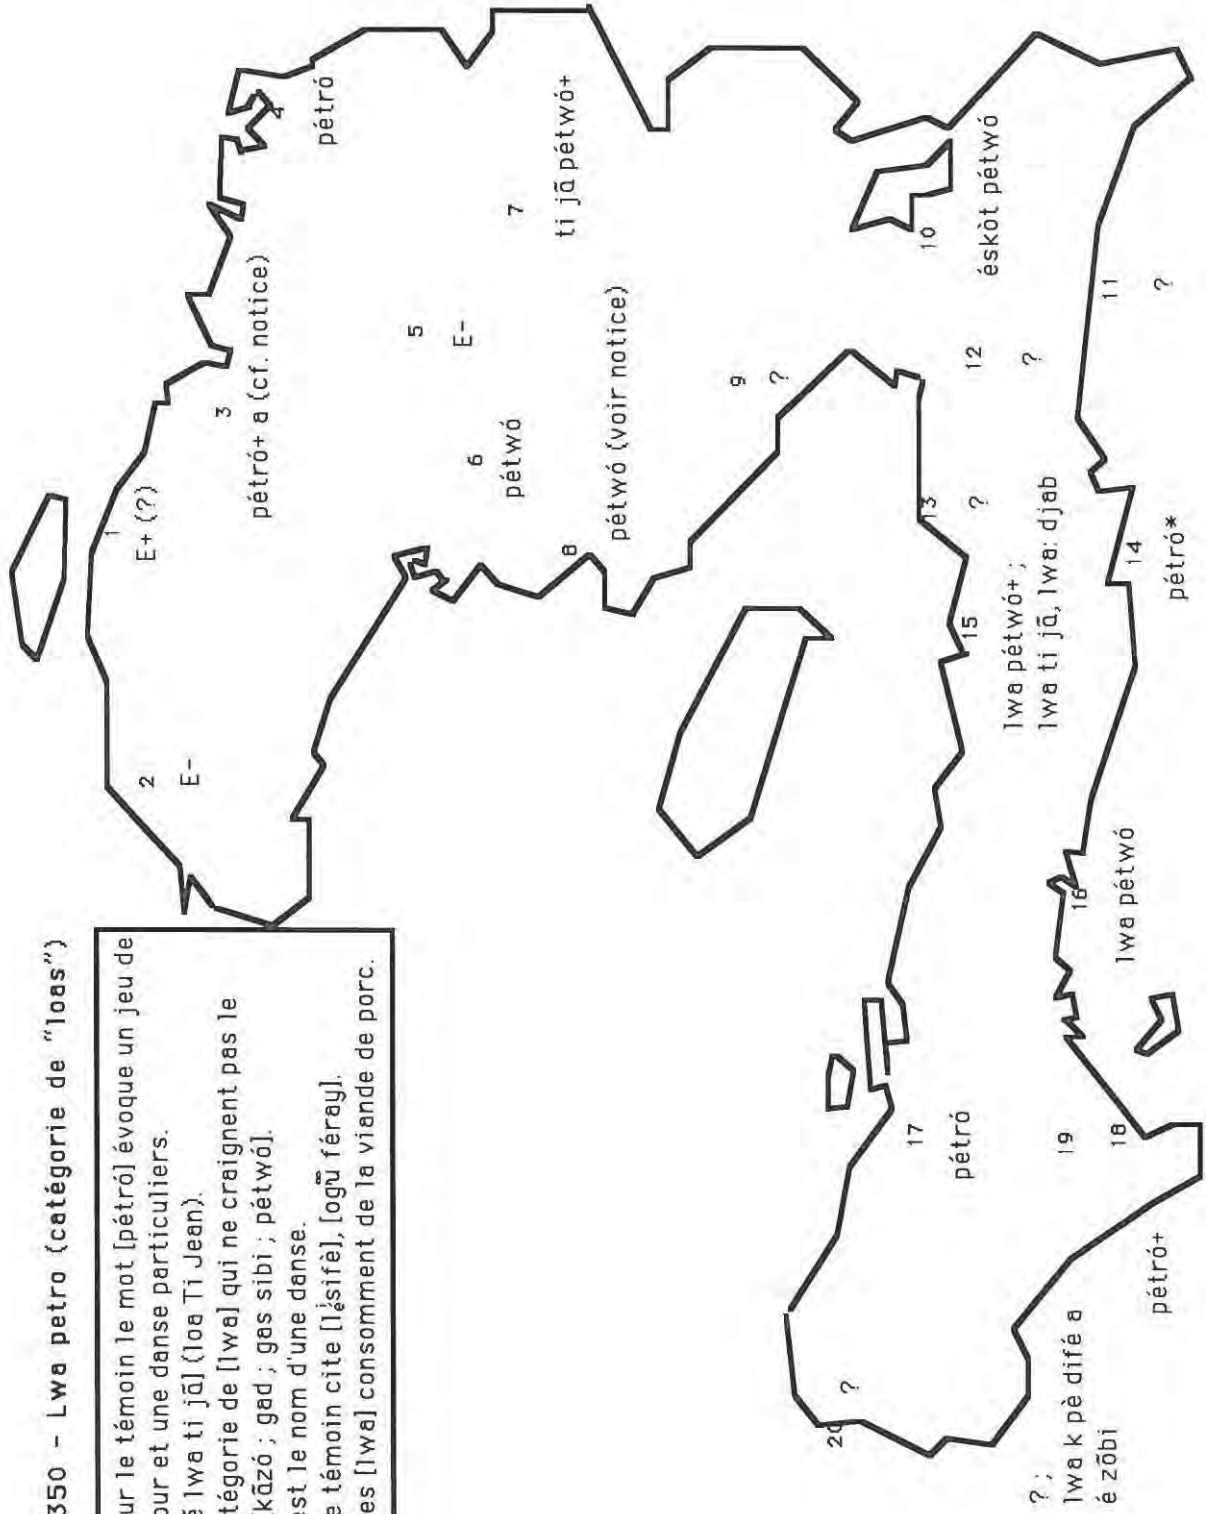 350 - Lwa petro (catégorie de "loas")
ur le témoin le mot [pétró] évoque un jeu de
our et une danse particuliers.
é lwa ti jã] (loa Ti Jean).
tégorie de [lwa] qui ne craignent pas le
kãzó ; gad ; gas sibi ; pétwó].
est le nom d'une danse.
e témoin cite [lésifè], [ogũ féray].
es [lwa] consomment de la viande de porc.
1
E+ (?)
2
E-
3
pétró+ a (cf. notice)
4
pétró
5
E-
6
pétwó
7
ti jã pétwó+
8
pétwó (voir notice)
9
?
10
éskòt pétwó
11
?
12
?
13
?
14
pétró*
15
lwa pétwó+ ;
lwa ti jã, lwa: djab
16
lwa pétwó
17
pétró
18
pétró+
19
? ;
lwa k pè difé a
é zõbi
20
?